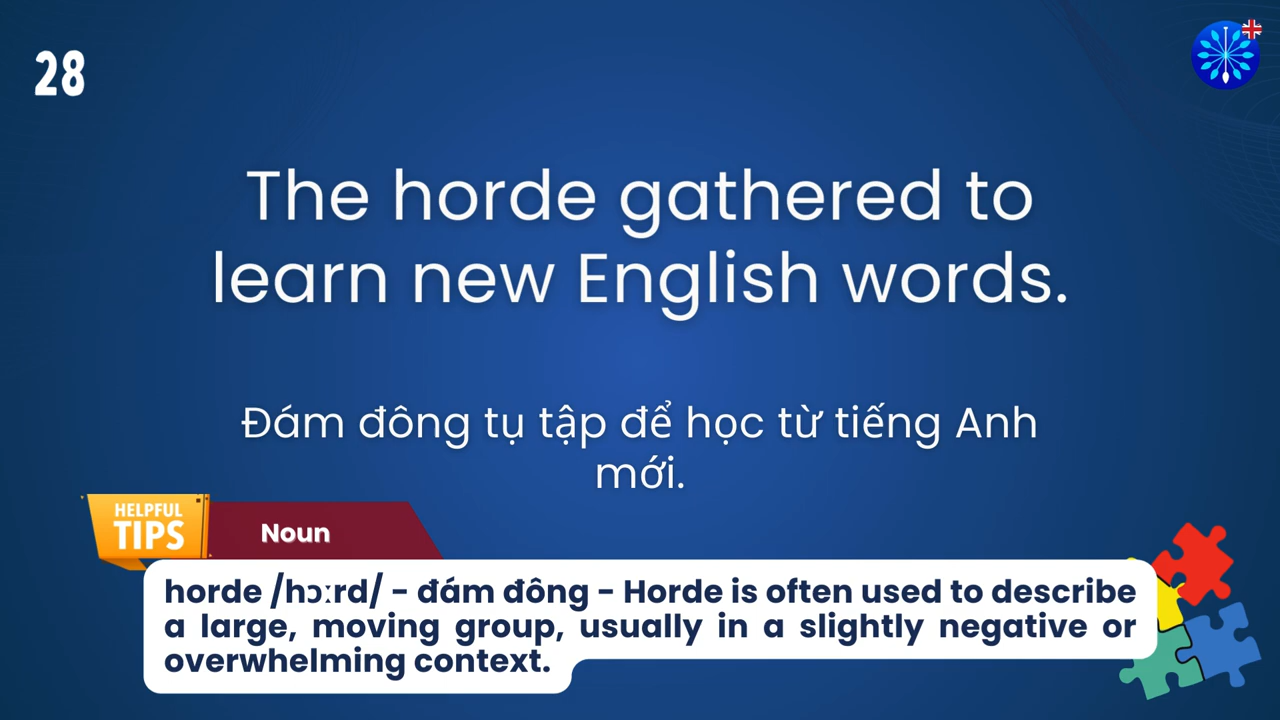 28
The horde gathered to
learn new English words.
Đám đông tụ tập để học từ tiếng Anh
mới.
HELPFUL
TIPS
Noun
horde /hɔːrd/ - đám đông - Horde is often used to describe
a large, moving group, usually in a slightly negative or
overwhelming context.